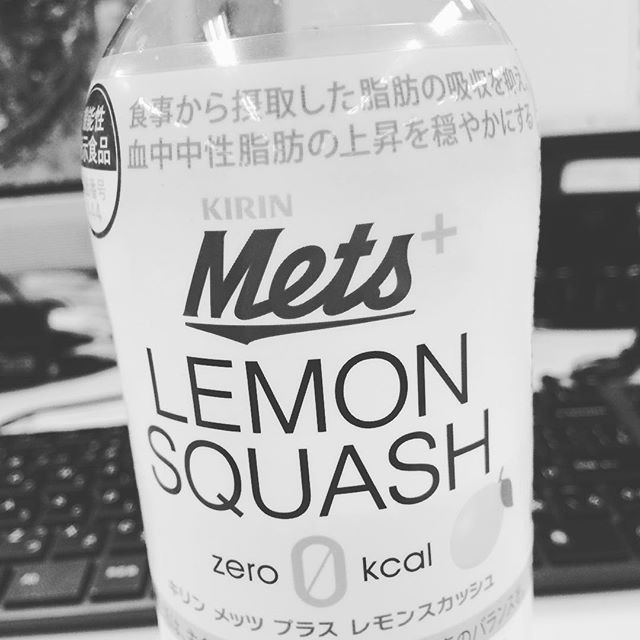 食事から摂取した脂肪の吸収を抑え
血中中性脂肪の上昇を穏やかにする
KIRIN
Mets+
LEMON
SQUASH
zero 0 kcal
キリン メッツ プラス レモンスカッシュ